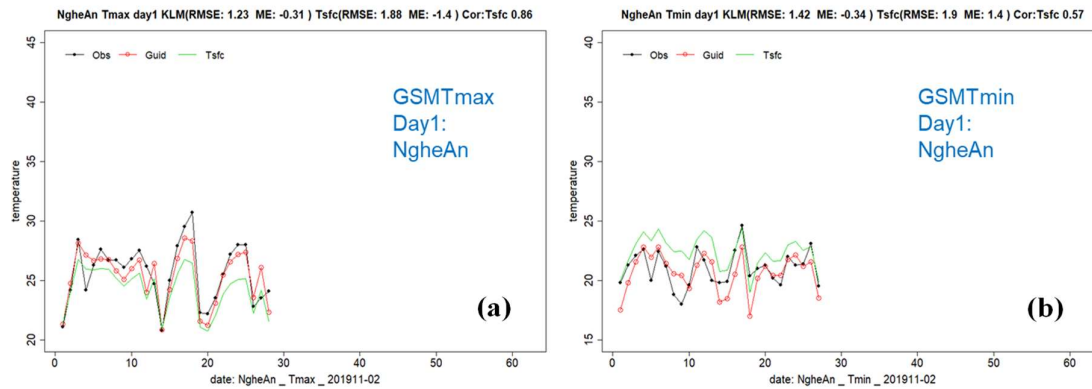 NgheAn Tmax day1 KLM(RMSE: 1.23 ME: -0.31 ) Tsfc(RMSE: 1.88 ME: -1.4 ) Cor:Tsfc 0.86
Obs Guid Tsfc
GSMTmax
Day1:
NgheAn
temperature
45
40
35
30
25
20
(a)
0 10 20 30 40 50 60
date: NgheAn _ Tmax _ 201911-02
NgheAn Tmin day1 KLM(RMSE: 1.42 ME: -0.34 ) Tsfc(RMSE: 1.9 ME: 1.4 ) Cor:Tsfc 0.57
Obs Guid Tsfc
GSMTmin
Day1:
NgheAn
temperature
40
35
30
25
20
15
(b)
0 10 20 30 40 50 60
date: NgheAn _ Tmin _ 201911-02